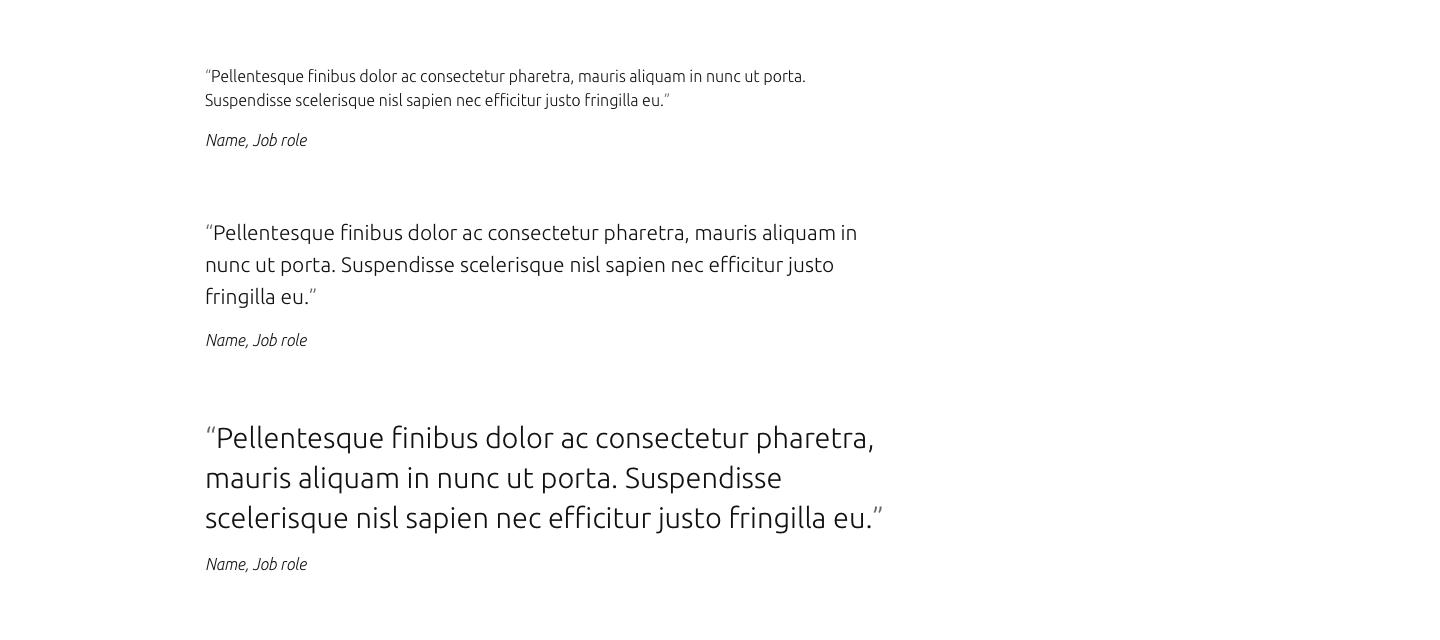 “Pellentesque finibus dolor ac consectetur pharetra, mauris aliquam in nunc ut porta.
Suspendisse scelerisque nisl sapien nec efficitur justo fringilla eu.”
Name, Job role
“Pellentesque finibus dolor ac consectetur pharetra, mauris aliquam in
nunc ut porta. Suspendisse scelerisque nisl sapien nec efficitur justo
fringilla eu.”
Name, Job role
“Pellentesque finibus dolor ac consectetur pharetra,
mauris aliquam in nunc ut porta. Suspendisse
scelerisque nisl sapien nec efficitur justo fringilla eu.”
Name, Job role